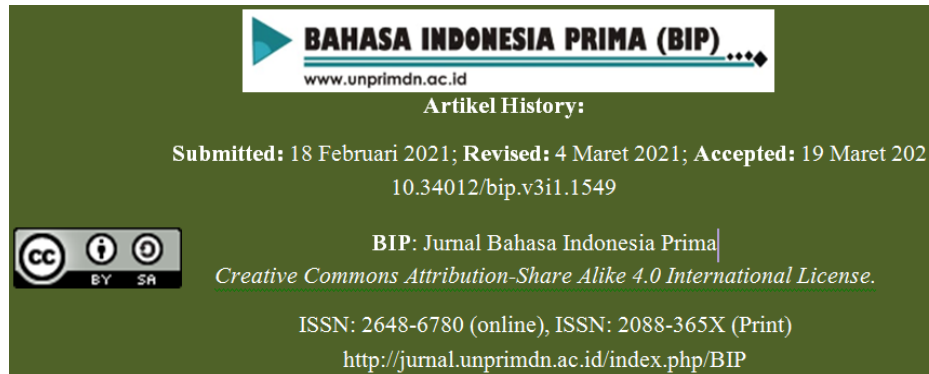 BAHASA INDONESIA PRIMA (BIP)
www.unprimdn.ac.id
Artikel History:
Submitted: 18 Februari 2021; Revised: 4 Maret 2021; Accepted: 19 Maret 202
10.34012/bip.v3i1.1549
BIP: Jurnal Bahasa Indonesia Prima
cc BY SA
Creative Commons Attribution-Share Alike 4.0 International License.
ISSN: 2648-6780 (online), ISSN: 2088-365X (Print)
http://jurnal.unprimdn.ac.id/index.php/BIP